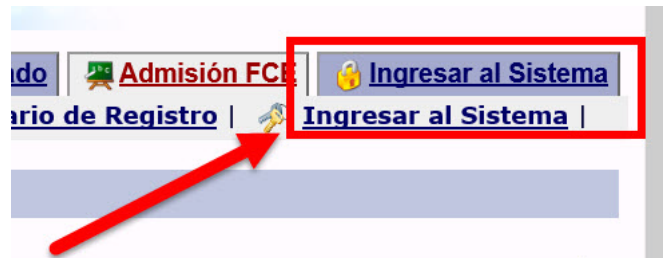 ado Admisión FCE Ingresar al Sistema
ario de Registro | Ingresar al Sistema |